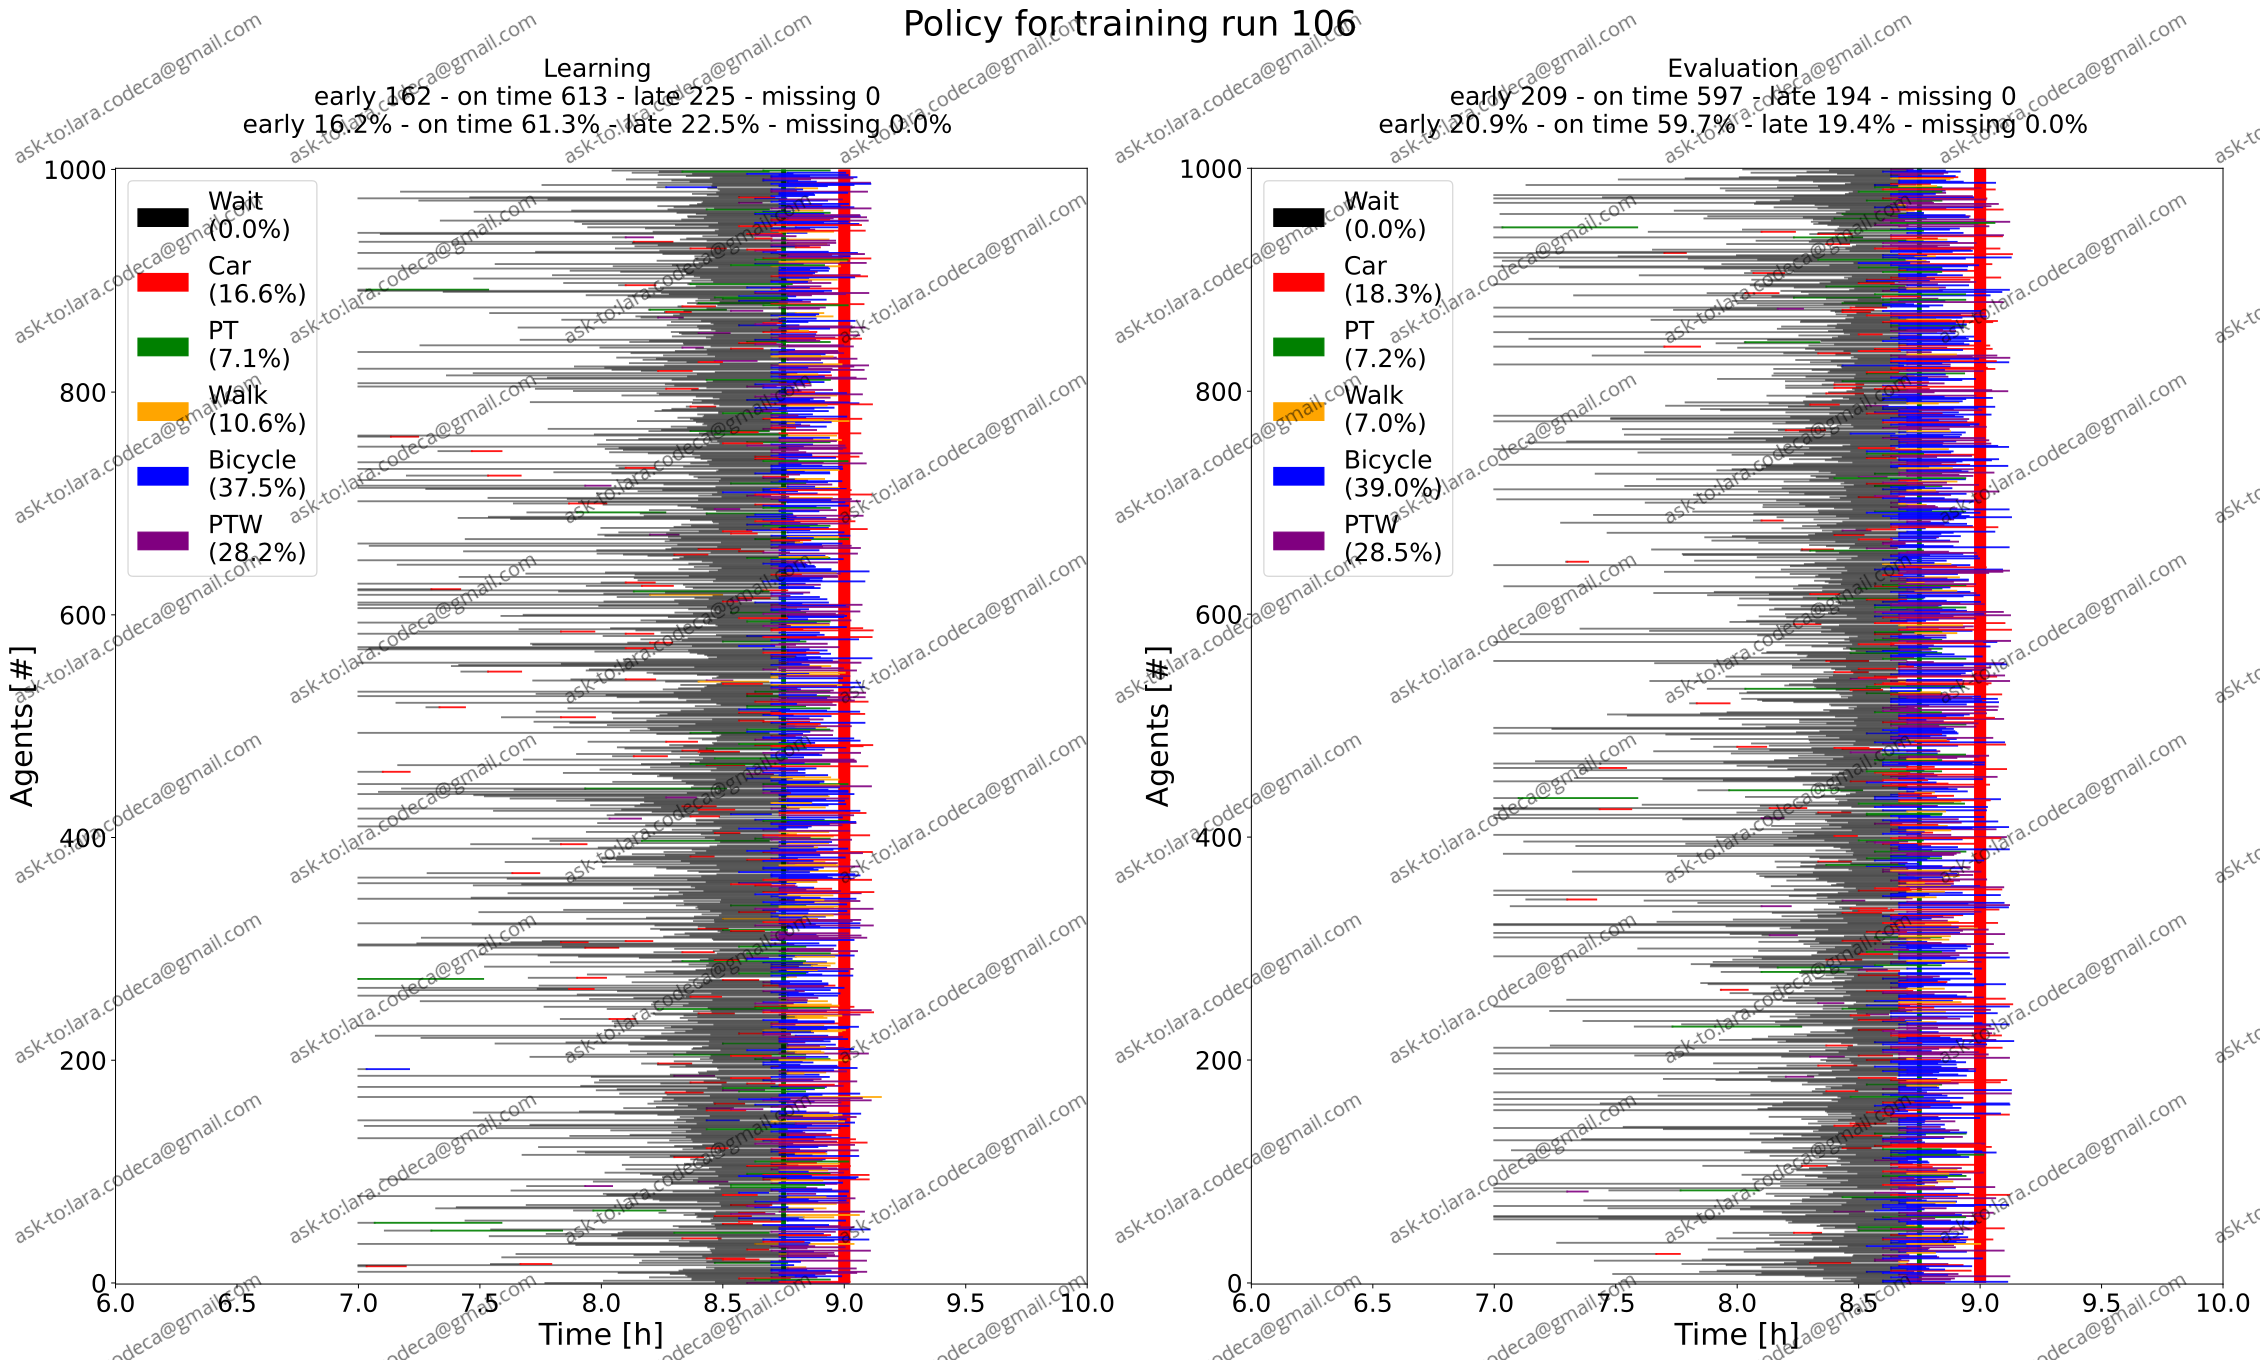 Policy for training run 106
Learning
early 162 - on time 613 - late 225 - missing 0
early 16.2% - on time 61.3% - late 22.5% - missing 0.0%
Wait
(0.0%)
Car
(16.6%)
PT
(7.1%)
Walk
(10.6%)
Bicycle
(37.5%)
PTW
(28.2%)
1000
800
600
400
200
0
Agents [#]
6.0 6.5 7.0 7.5 8.0 8.5 9.0 9.5 10.0
Time [h]
Evaluation
early 209 - on time 597 - late 194 - missing 0
early 20.9% - on time 59.7% - late 19.4% - missing 0.0%
Wait
(0.0%)
Car
(18.3%)
PT
(7.2%)
Walk
(7.0%)
Bicycle
(39.0%)
PTW
(28.5%)
1000
800
600
400
200
0
Agents [#]
6.0 6.5 7.0 7.5 8.0 8.5 9.0 9.5 10.0
Time [h]
ask-to:lara.codeca@gmail.com